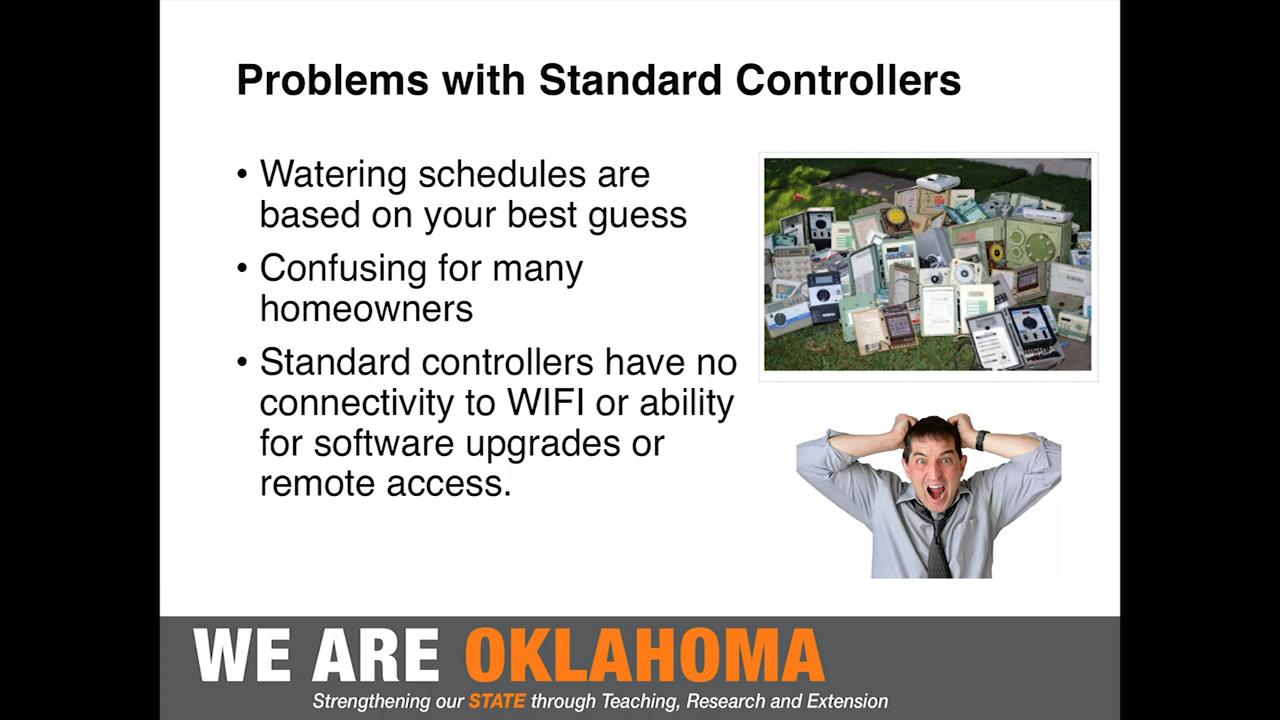 Problems with Standard Controllers
• Watering schedules are
based on your best guess
• Confusing for many
homeowners
• Standard controllers have no
connectivity to WIFI or ability
for software upgrades or
remote access.
WE ARE OKLAHOMA
Strengthening our STATE through Teaching, Research and Extension